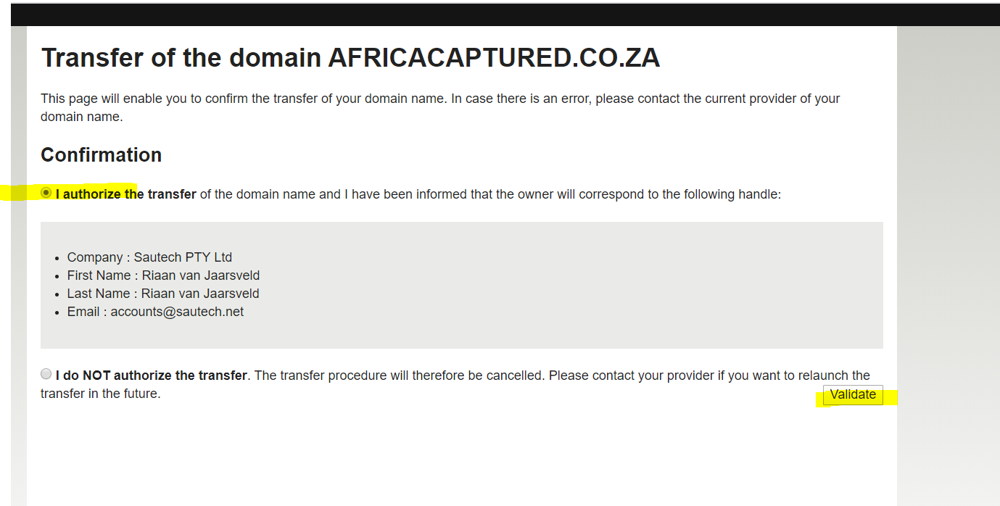 Transfer of the domain AFRICACAPTURED.CO.ZA
This page will enable you to confirm the transfer of your domain name. In case there is an error, please contact the current provider of your
domain name.
Confirmation
I authorize the transfer of the domain name and I have been informed that the owner will correspond to the following handle:
Company : Sautech PTY Ltd
First Name : Riaan van Jaarsveld
Last Name : Riaan van Jaarsveld
Email : accounts@sautech.net
I do NOT authorize the transfer. The transfer procedure will therefore be cancelled. Please contact your provider if you want to relaunch the
transfer in the future.
Validate